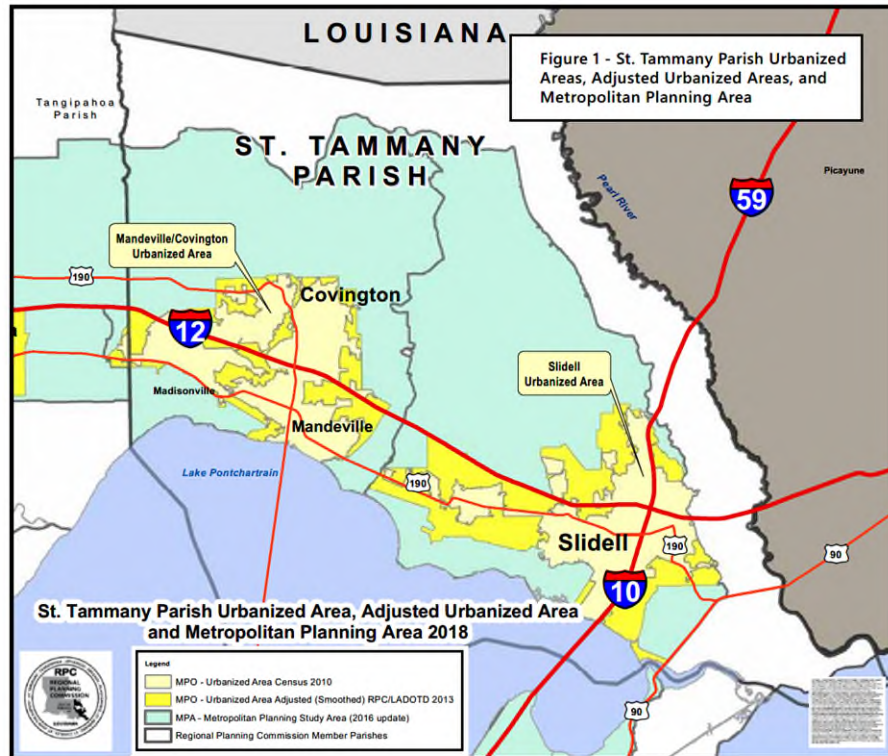 LOUISIANA
Figure 1 - St. Tammany Parish Urbanized
Areas, Adjusted Urbanized Areas, and
Metropolitan Planning Area
Tangipahoa
Parish
ST. TAMMANY
PARISH
Pearl River
Picayune
59
Mandeville/Covington
Urbanized Area
190
Covington
12
Slidell
Urbanized Area
Madisonville
Mandeville
Lake Pontchartrain
190
Slidell
190
90
10
St. Tammany Parish Urbanized Area, Adjusted Urbanized Area
and Metropolitan Planning Area 2018
RPC
REGIONAL
PLANNING
COMMISSION
Legend
MPO - Urbanized Area Census 2010
MPO - Urbanized Area Adjusted (Smoothed) RPC/LADOTD 2013
MPA - Metropolitan Planning Study Area (2016 update)
Regional Planning Commission Member Parishes
90